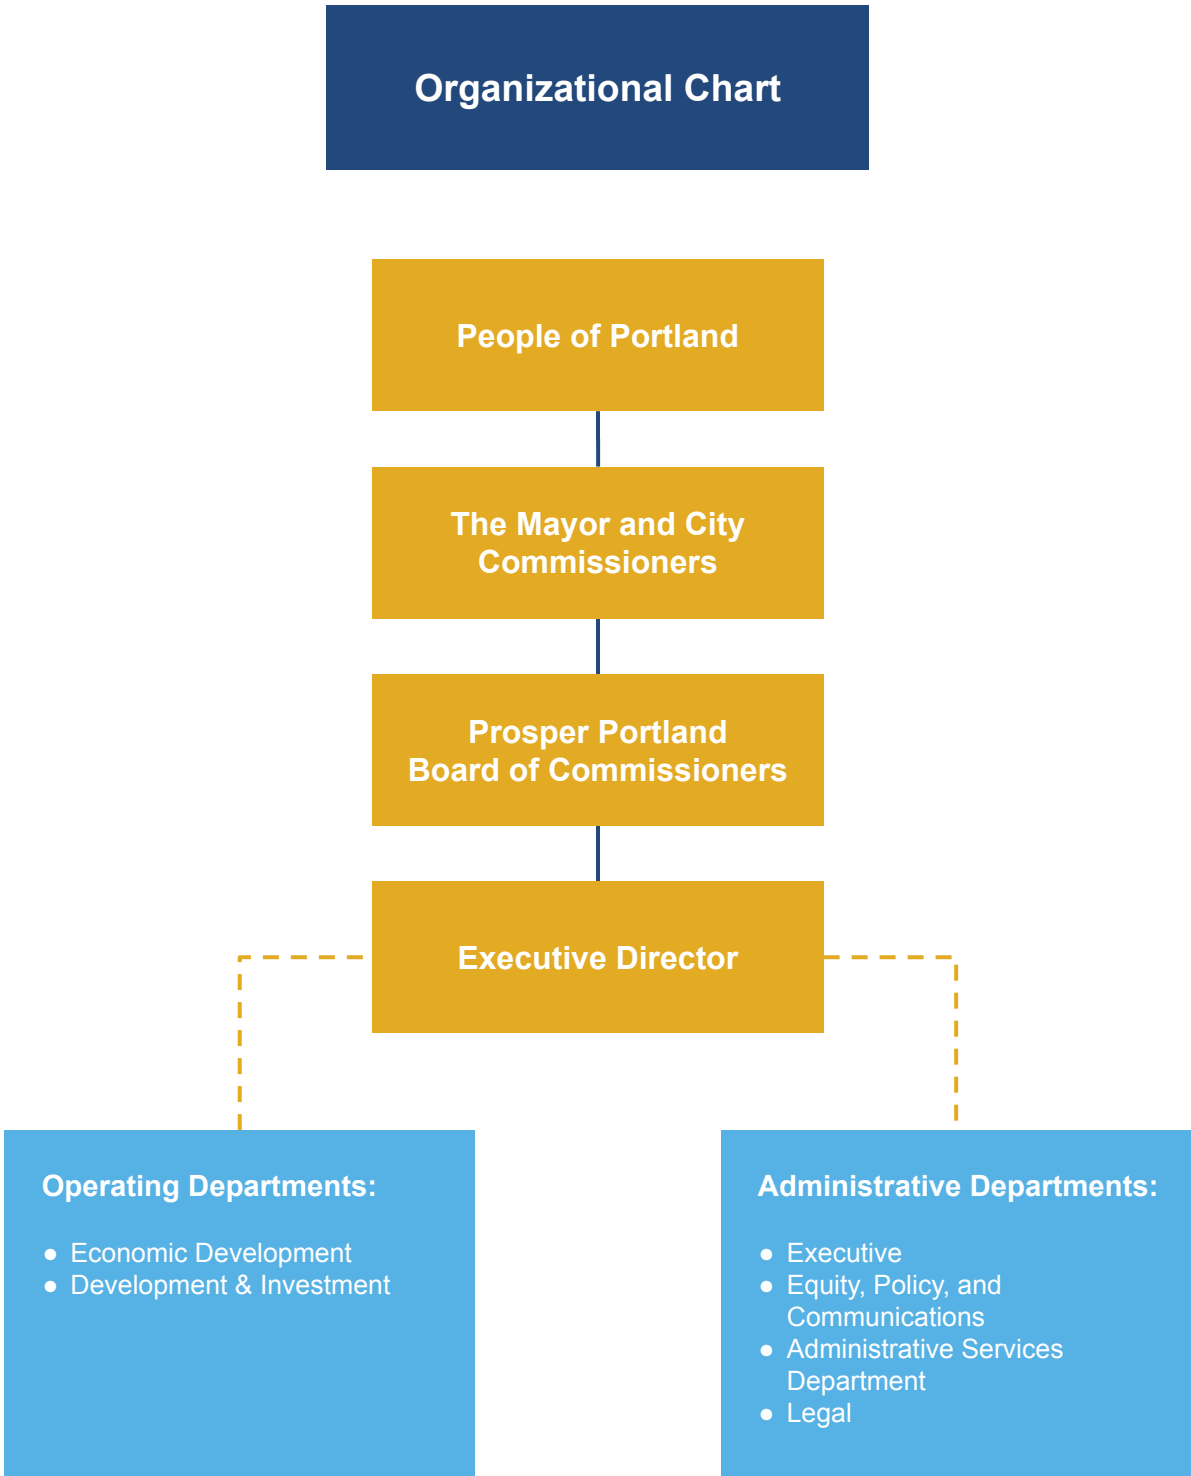 Organizational Chart
People of Portland
The Mayor and City
Commissioners
Prosper Portland
Board of Commissioners
Executive Director
Operating Departments:
● Economic Development
● Development & Investment
Administrative Departments:
● Executive
● Equity, Policy, and
Communications
● Administrative Services
Department
● Legal